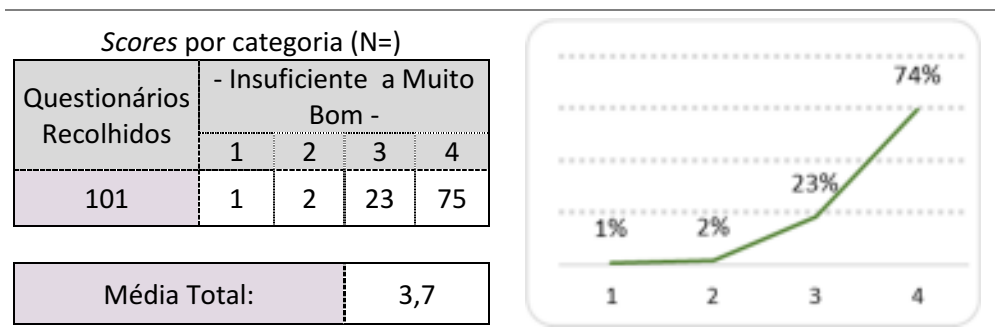 Scores por categoria (N=)
Questionários
Recolhidos
- Insuficiente a Muito
Bom -
1 2 3 4
101 1 2 23 75
Média Total: 3,7
74%
23%
1% 2%
1 2 3 4